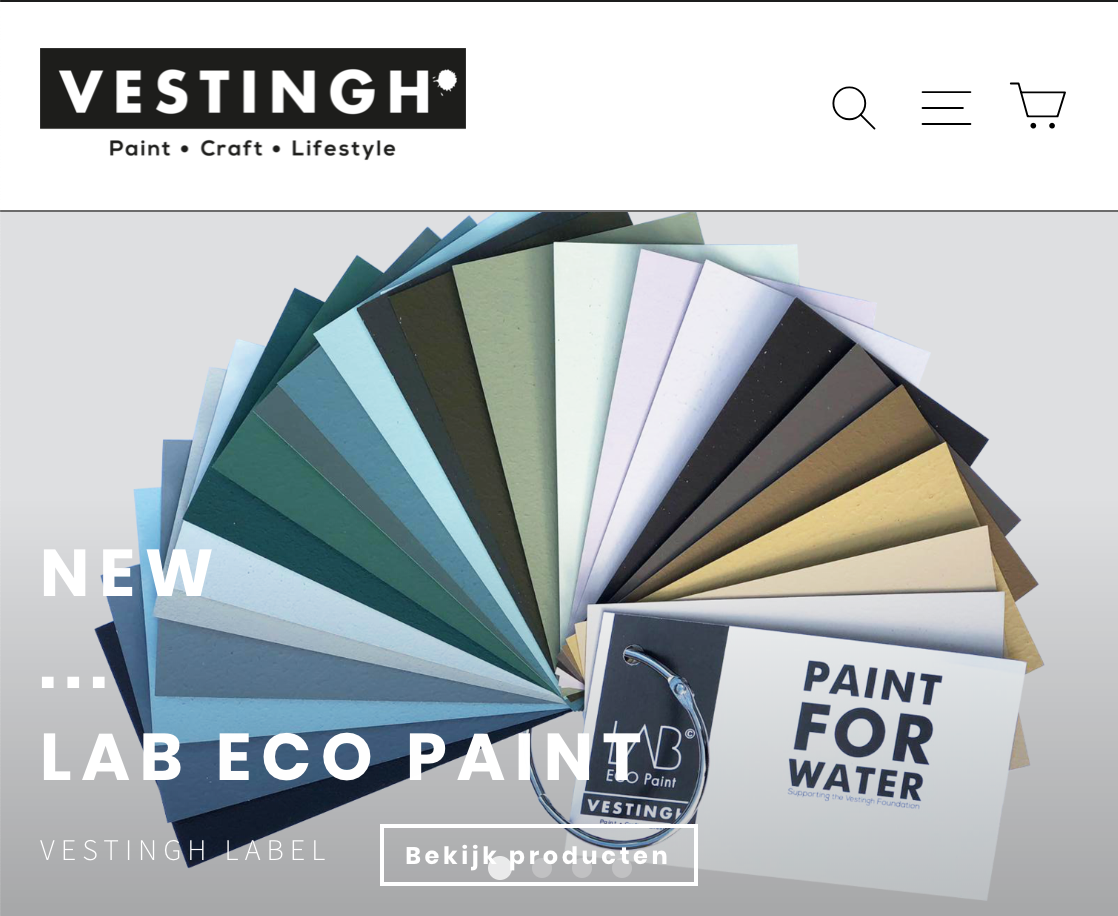 VESTINGH
Paint • Craft • Lifestyle
NEW
...
LAB ECO PAINT
VESTINGH LABEL
Bekijk producten
LAB©
ECO Paint
VESTINGH
PAINT
FOR
WATER
Supporting the Vestingh Foundation